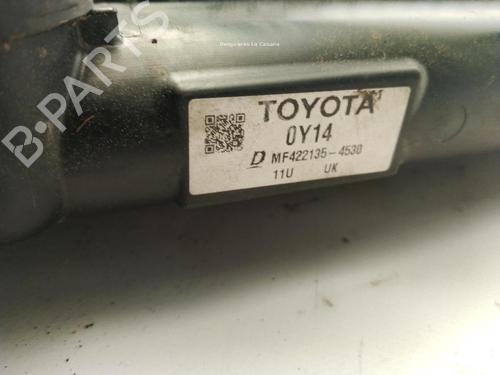 Desguaces La Cabaña
B-PARTS
TOYOTA
0Y14
D MF422135-4530
11U UK